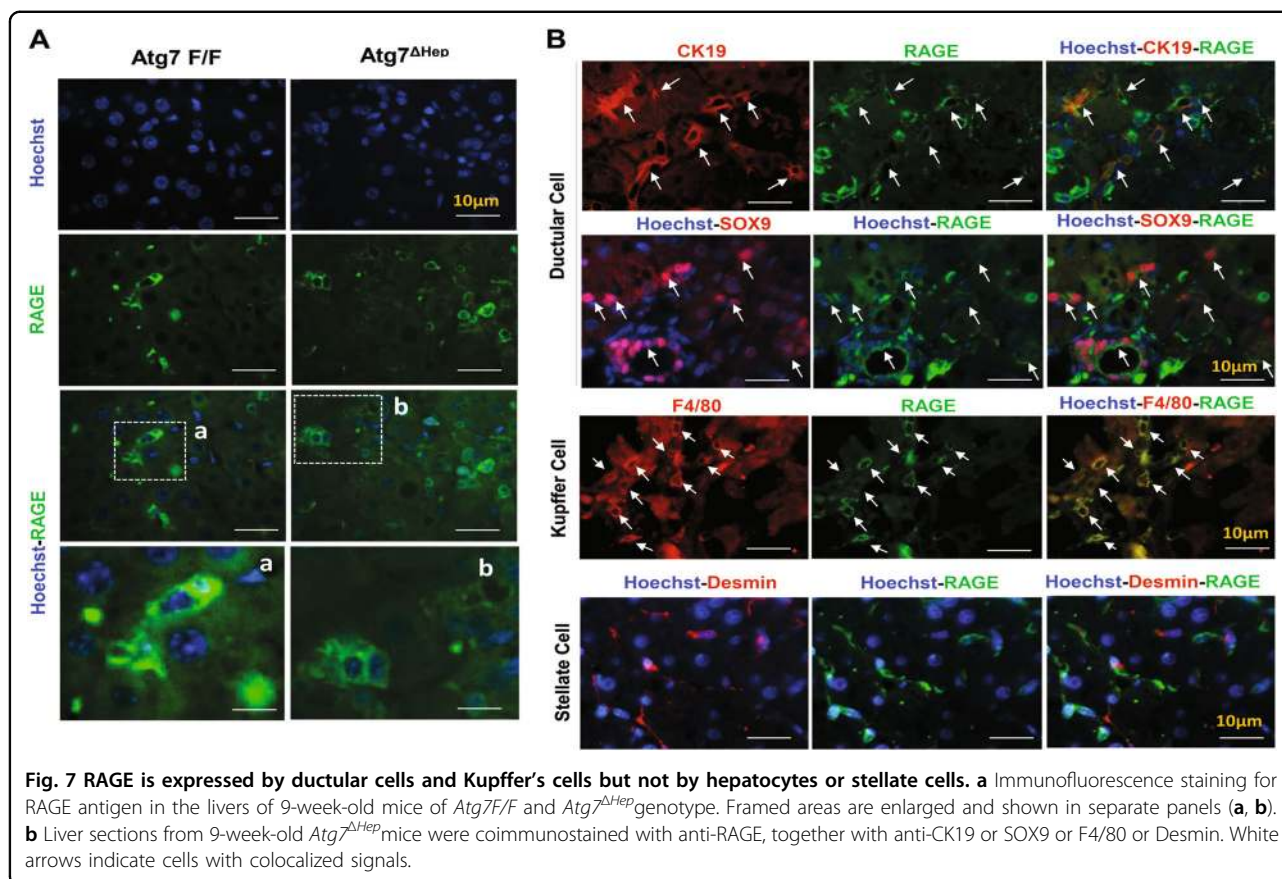 A
Atg7 F/F
Atg7ΔHep
Hoechst
10μm
RAGE
Hoechst-RAGE
a
b
a
b
B
CK19
RAGE
Hoechst-CK19-RAGE
Ductular Cell
Hoechst-SOX9
Hoechst-RAGE
Hoechst-SOX9-RAGE
10μm
F4/80
RAGE
Hoechst-F4/80-RAGE
Kupffer Cell
10μm
Hoechst-Desmin
Hoechst-RAGE
Hoechst-Desmin-RAGE
Stellate Cell
10μm
Fig. 7 RAGE is expressed by ductular cells and Kupffer's cells but not by hepatocytes or stellate cells. a Immunofluorescence staining for
RAGE antigen in the livers of 9-week-old mice of Atg7F/F and Atg7ΔHep genotype. Framed areas are enlarged and shown in separate panels (a, b).
b Liver sections from 9-week-old Atg7ΔHep mice were coimmunostained with anti-RAGE, together with anti-CK19 or SOX9 or F4/80 or Desmin. White
arrows indicate cells with colocalized signals.